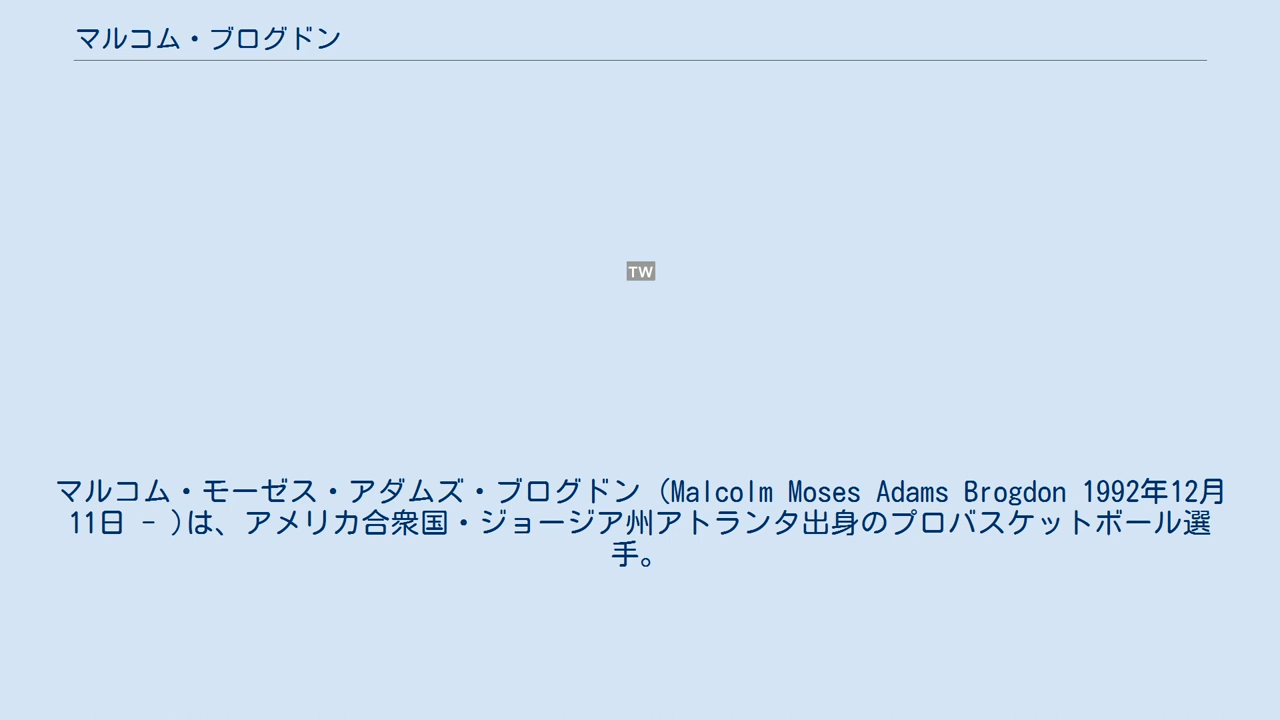 マルコム・ブログドン
TW
マルコム・モーゼス・アダムズ・ブログドン (Malcolm Moses Adams Brogdon 1992年12月
11日 - )は、アメリカ合衆国・ジョージア州アトランタ出身のプロバスケットボール選
手。